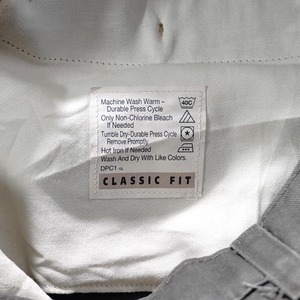 Machine Wash Warm –
Durable Press Cycle
40C
Only Non-Chlorine Bleach
If Needed
Tumble Dry-Durable Press Cycle
Remove Promptly
Hot Iron If Needed
Wash And Dry With Like Colors.
DPC1
CLASSIC FIT